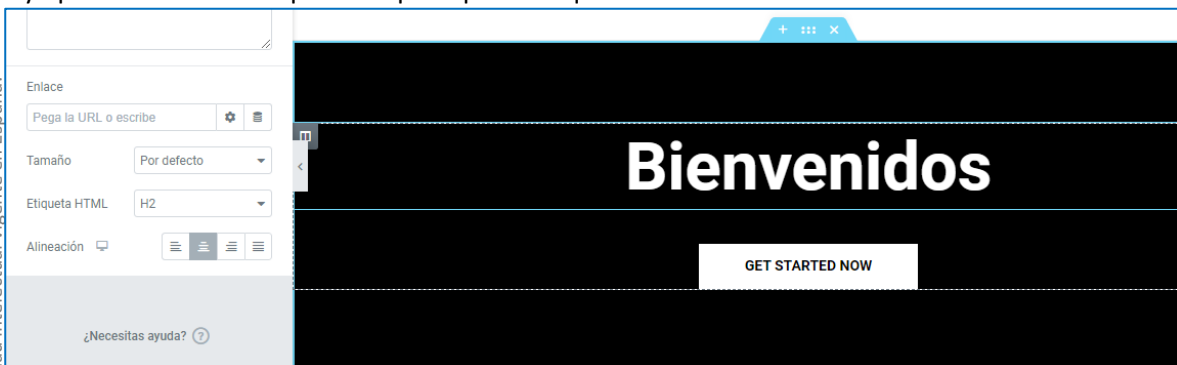 Enlace
Pega la URL o escribe
Tamaño
Por defecto
Etiqueta HTML
H2
Alineación
¿Necesitas ayuda?
Bienvenidos
GET STARTED NOW